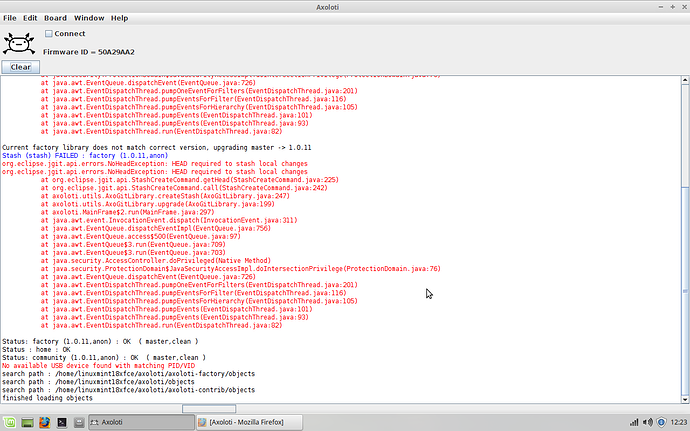 Axoloti
File Edit Board Window Help
Connect
Firmware ID = 50A29AA2
Clear
at java.awt.EventQueue.dispatchEvent(EventQueue.java:726)
at java.awt.EventDispatchThread.pumpOneEventForFilters(EventDispatchThread.java:201)
at java.awt.EventDispatchThread.pumpEventsForFilter(EventDispatchThread.java:116)
at java.awt.EventDispatchThread.pumpEventsForHierarchy(EventDispatchThread.java:105)
at java.awt.EventDispatchThread.pumpEvents(EventDispatchThread.java:101)
at java.awt.EventDispatchThread.pumpEvents(EventDispatchThread.java:93)
at java.awt.EventDispatchThread.run(EventDispatchThread.java:82)
Current factory library does not match correct version, upgrading master -> 1.0.11
Stash (stash) FAILED : factory (1.0.11,anon)
org.eclipse.jgit.api.errors.NoHeadException: HEAD required to stash local changes
org.eclipse.jgit.api.errors.NoHeadException: HEAD required to stash local changes
at org.eclipse.jgit.api.StashCreateCommand.getHead(StashCreateCommand.java:225)
at org.eclipse.jgit.api.StashCreateCommand.call(StashCreateCommand.java:242)
at axoloti.utils.AxoGitLibrary.createStash(AxoGitLibrary.java:247)
at axoloti.utils.AxoGitLibrary.upgrade(AxoGitLibrary.java:199)
at axoloti.MainFrame$2.run(MainFrame.java:297)
at java.awt.event.InvocationEvent.dispatch(InvocationEvent.java:311)
at java.awt.EventQueue.dispatchEventImpl(EventQueue.java:756)
at java.awt.EventQueue.access$500(EventQueue.java:97)
at java.awt.EventQueue$3.run(EventQueue.java:709)
at java.awt.EventQueue$3.run(EventQueue.java:703)
at java.security.AccessController.doPrivileged(Native Method)
at java.security.ProtectionDomain$JavaSecurityAccessImpl.doIntersectionPrivilege(ProtectionDomain.java:76)
at java.awt.EventQueue.dispatchEvent(EventQueue.java:726)
at java.awt.EventDispatchThread.pumpOneEventForFilters(EventDispatchThread.java:201)
at java.awt.EventDispatchThread.pumpEventsForFilter(EventDispatchThread.java:116)
at java.awt.EventDispatchThread.pumpEventsForHierarchy(EventDispatchThread.java:105)
at java.awt.EventDispatchThread.pumpEvents(EventDispatchThread.java:101)
at java.awt.EventDispatchThread.pumpEvents(EventDispatchThread.java:93)
at java.awt.EventDispatchThread.run(EventDispatchThread.java:82)
Status: factory (1.0.11,anon) : OK ( master,clean )
Status : home : OK
Status: community (1.0.11,anon) : OK ( master,clean )
No available USB device found with matching PID/VID
search path : /home/linuxmint18xfce/axoloti/axoloti-factory/objects
search path : /home/linuxmint18xfce/axoloti/objects
search path : /home/linuxmint18xfce/axoloti/axoloti-contrib/objects
finished loading objects
Axoloti
[Axoloti - Mozilla Firefox]
12:23